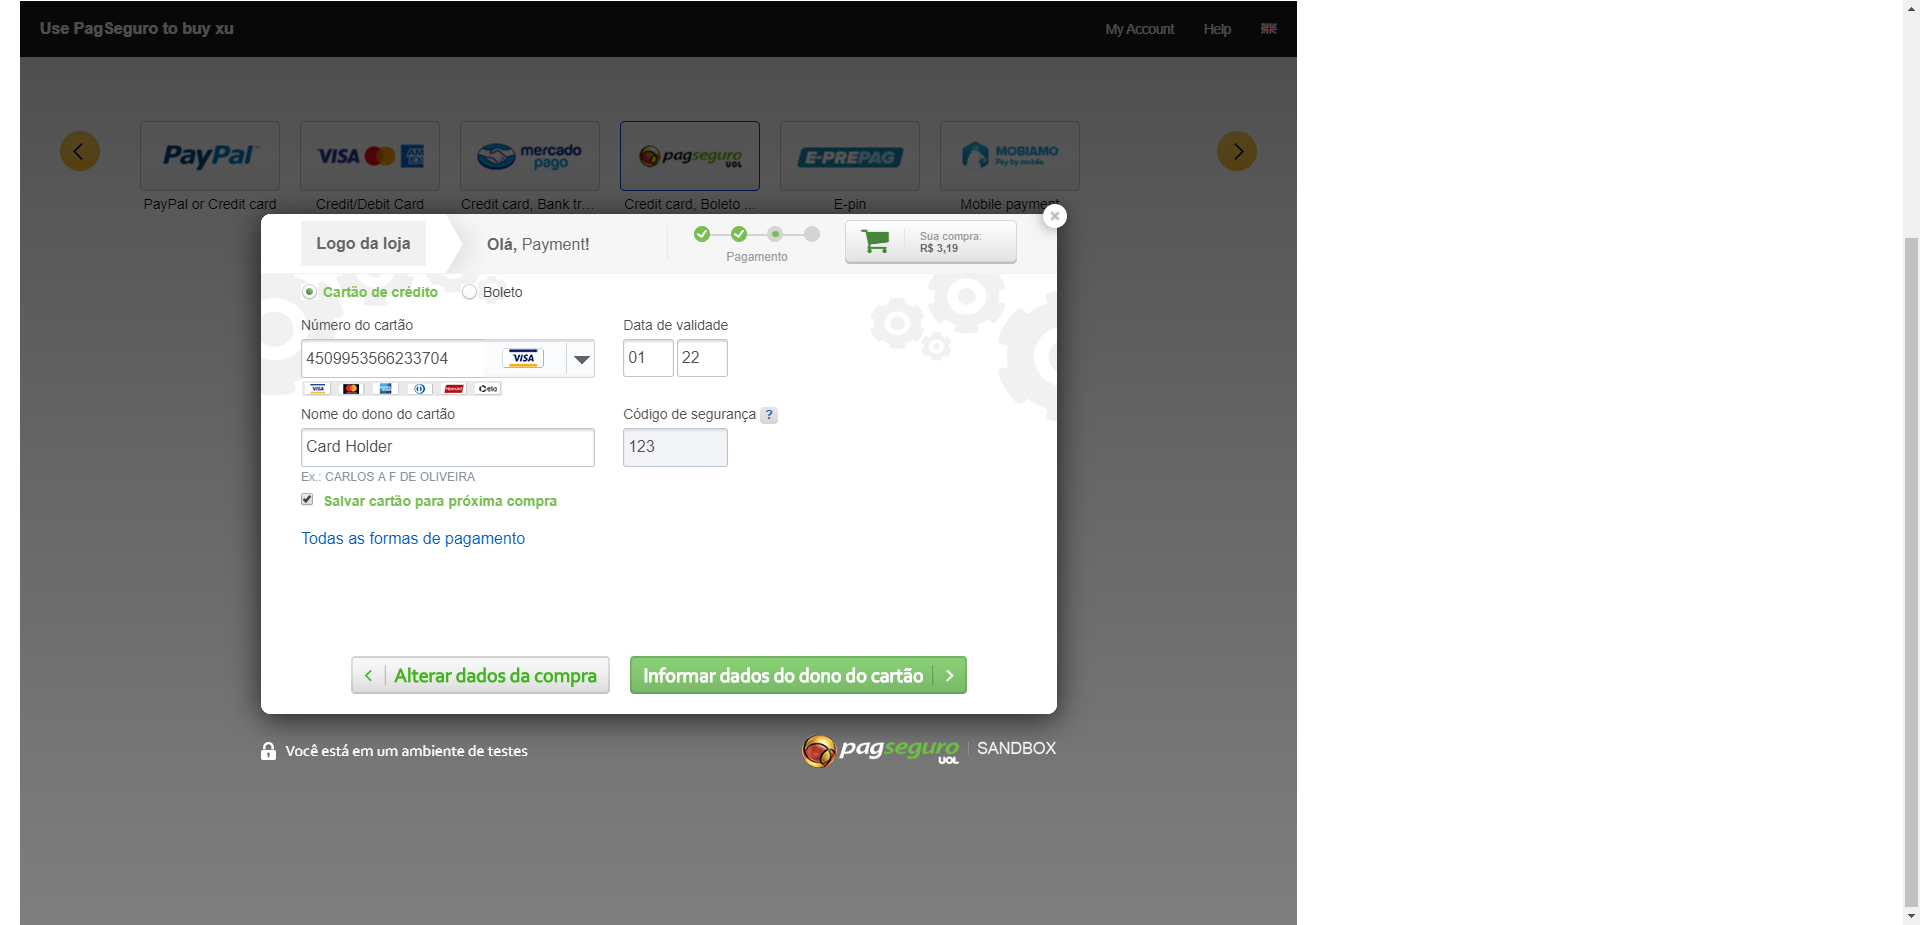 Use PagSeguro to buy xu
My Account
Help
PayPal
VISA
mercado
pago
pagseguro
UOL
E-PREPAG
MOBIAMO
Pay by mobile
PayPal or Credit card
Credit/Debit Card
Credit card, Bank tr...
Credit card, Boleto ...
E-pin
Mobile payment
Logo da loja
Olá, Payment!
Pagamento
Sua compra:
R$ 3,19
Cartão de crédito
Boleto
Número do cartão
Data de validade
4509953566233704
VISA
01
22
VISA
elo
Nome do dono do cartão
Código de segurança ?
Card Holder
123
Ex.: CARLOS A F DE OLIVEIRA
Salvar cartão para próxima compra
Todas as formas de pagamento
Alterar dados da compra
Informar dados do dono do cartão
Você está em um ambiente de testes
pagseguro
UOL
SANDBOX